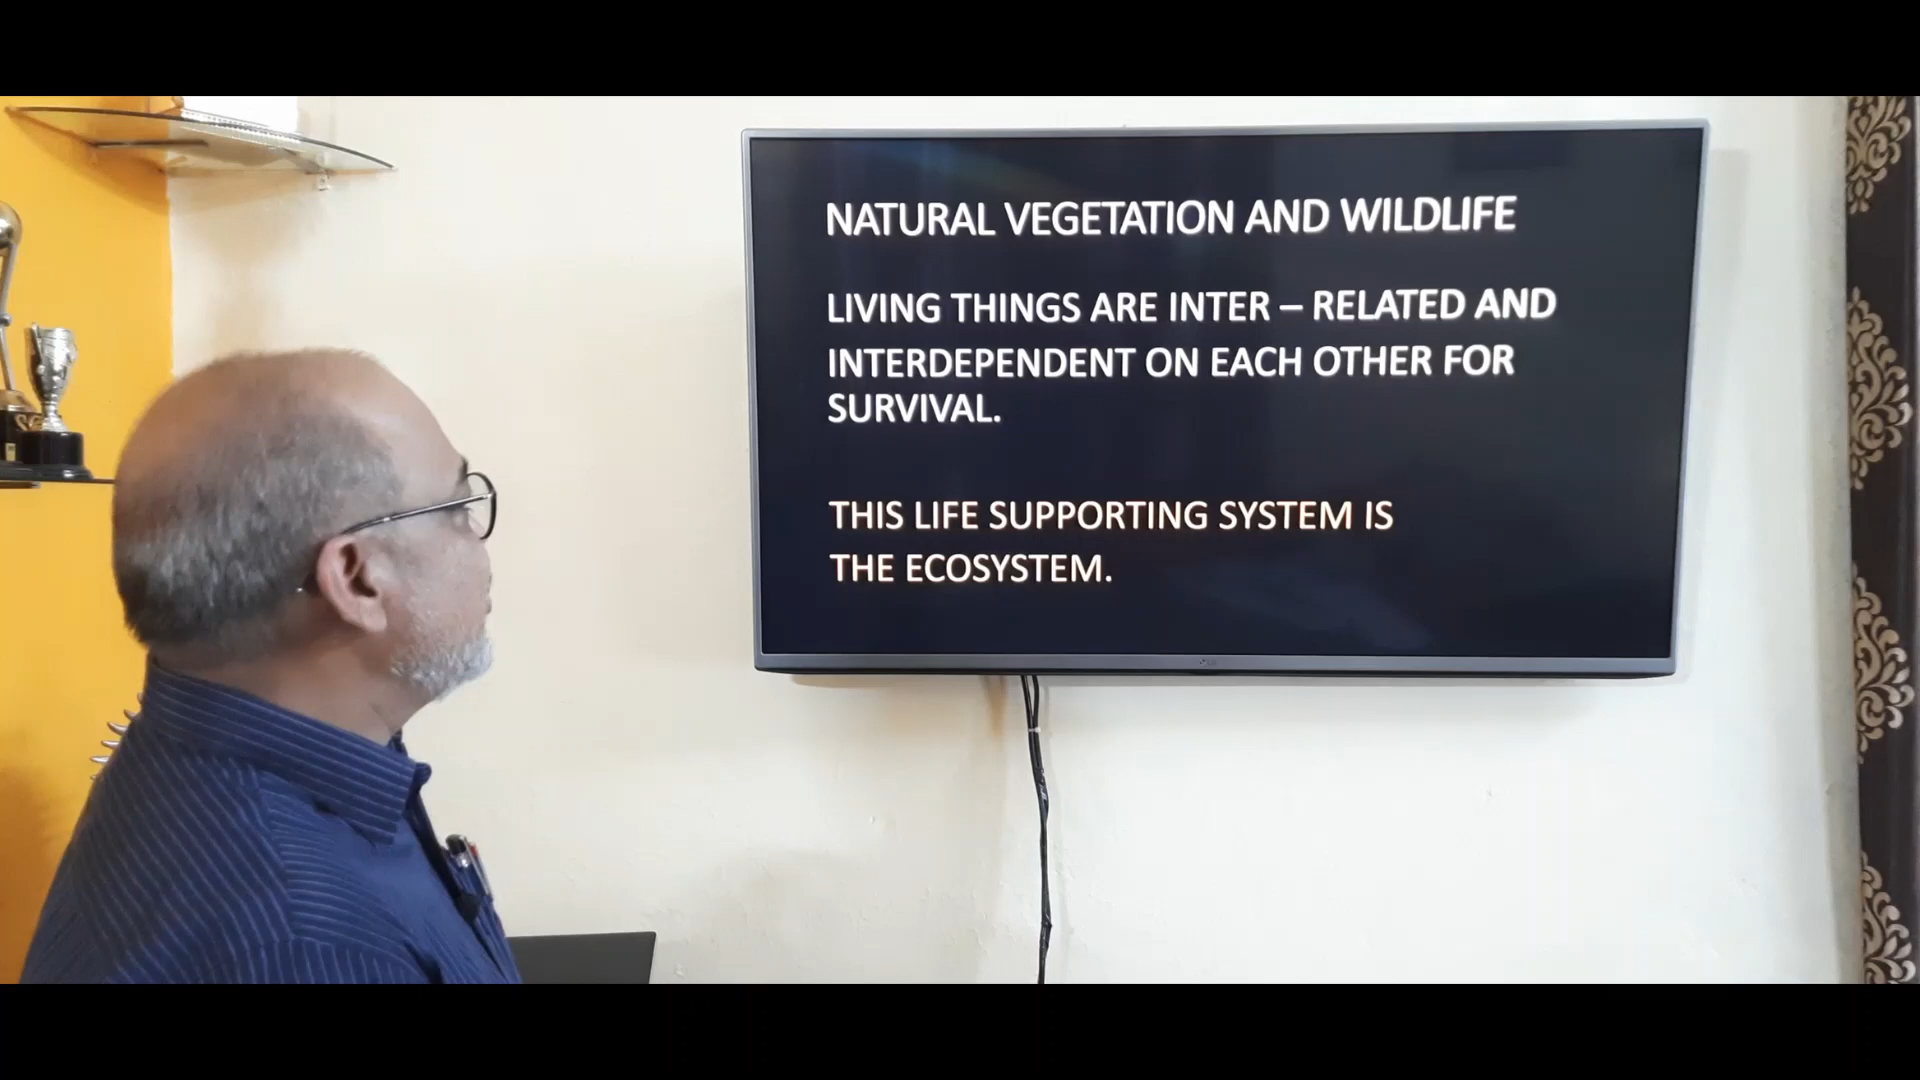 NATURAL VEGETATION AND WILDLIFE
LIVING THINGS ARE INTER – RELATED AND
INTERDEPENDENT ON EACH OTHER FOR
SURVIVAL.
THIS LIFE SUPPORTING SYSTEM IS
THE ECOSYSTEM.